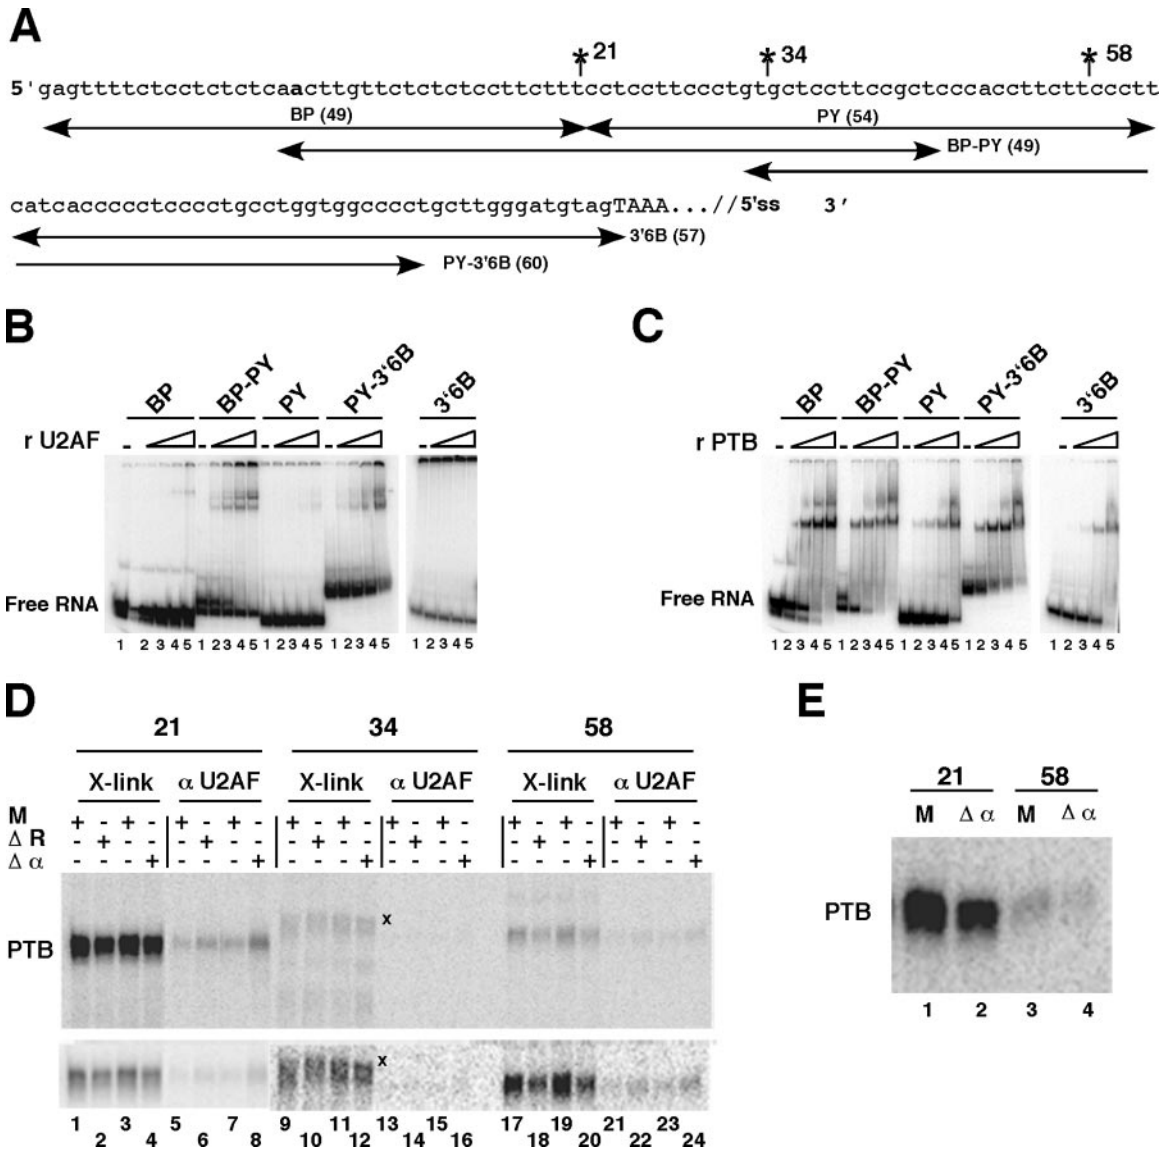 A
*21 *34 *58
5'gagttttctcctctctcaacttgttctctctccttctttcctccttccctgtgctccttccgctcccaccttcttcccttt
BP (49) PY (54)
BP-PY (49)
catcacccccctcccctgcctggtggcccctgcttgggatgtagTAAA...//5'ss 3'
3'6B (57)
PY-3'6B (60)
B
BP BP-PY PY PY-3'6B 3'6B
r U2AF - - - -
Free RNA
1 2 3 4 5 1 2 3 4 5 1 2 3 4 5 1 2 3 4 5 1 2 3 4 5
C
BP BP-PY PY PY-3'6B 3'6B
r PTB - - - - -
Free RNA
1 2 3 4 5 1 2 3 4 5 1 2 3 4 5 1 2 3 4 5 1 2 3 4 5
D
21 34 58
X-link α U2AF X-link α U2AF X-link α U2AF
M + - + - + - + - + - + - + - + - + - + - + - + -
Δ R - + - - - + - - - + - - - + - - - + - - - + - -
Δ α - - - + - - - + - - - + - - - + - - - + - - - +
x
PTB
x
1 2 3 4 5 6 7 8 9 10 11 12 13 14 15 16 17 18 19 20 21 22 23 24
E
21 58
M Δ α M Δ α
PTB
1 2 3 4